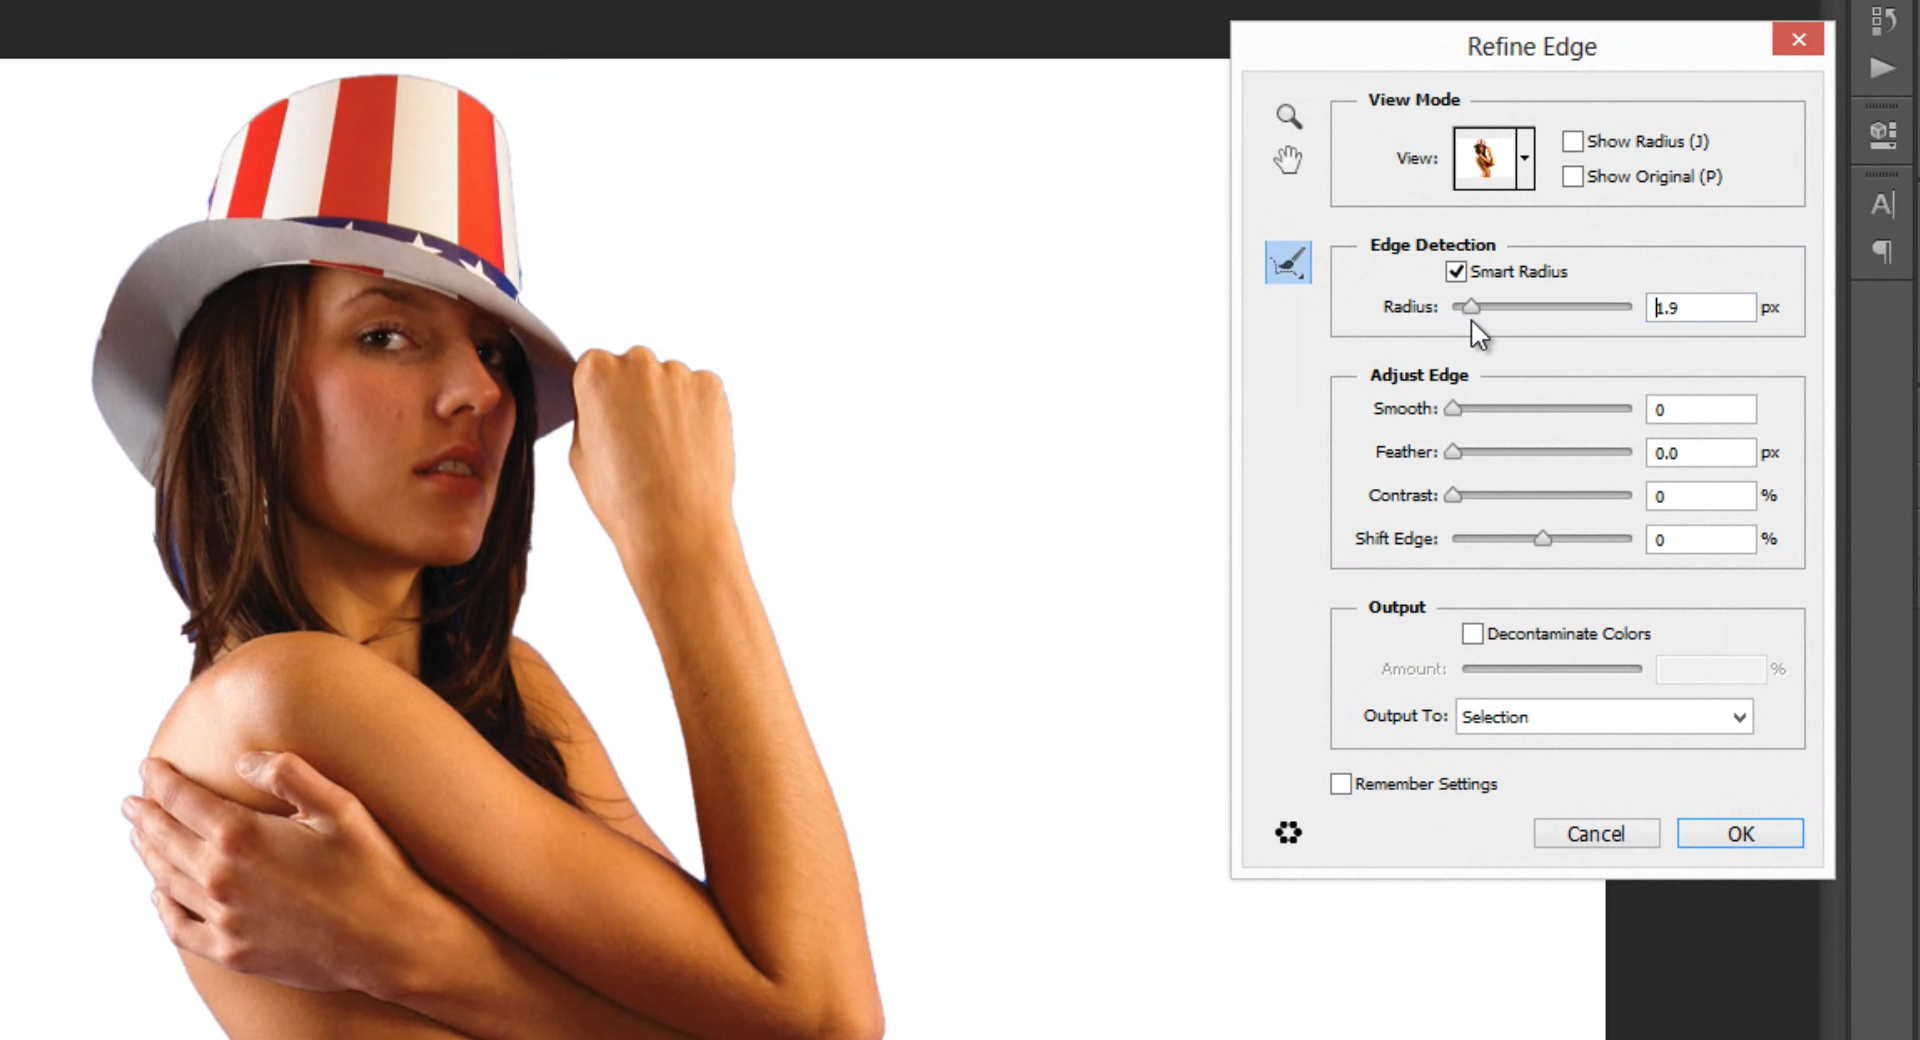 Refine Edge
View Mode
View:
Show Radius (J)
Show Original (P)
Edge Detection
Smart Radius
Radius: 1.9 px
Adjust Edge
Smooth: 0
Feather: 0.0 px
Contrast: 0 %
Shift Edge: 0 %
Output
Decontaminate Colors
Amount: %
Output To: Selection
Remember Settings
Cancel OK